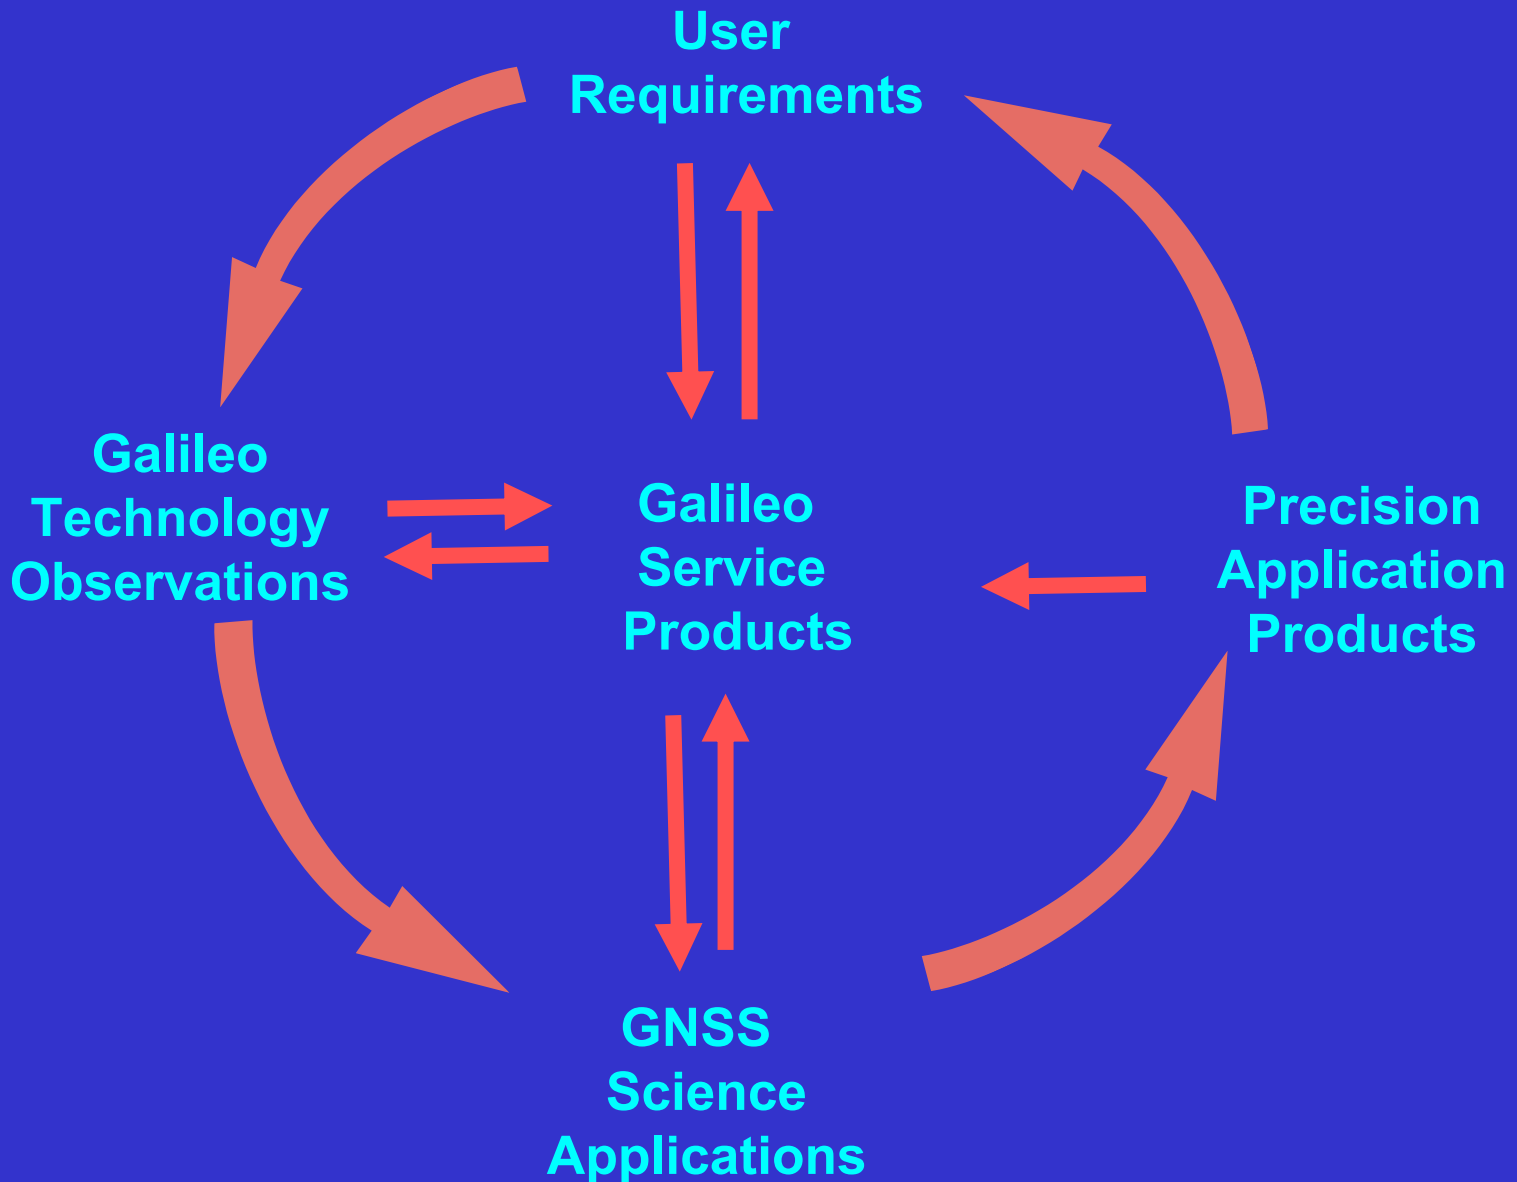 User
Requirements
Galileo
Technology
Observations
Galileo
Service
Products
Precision
Application
Products
GNSS
Science
Applications